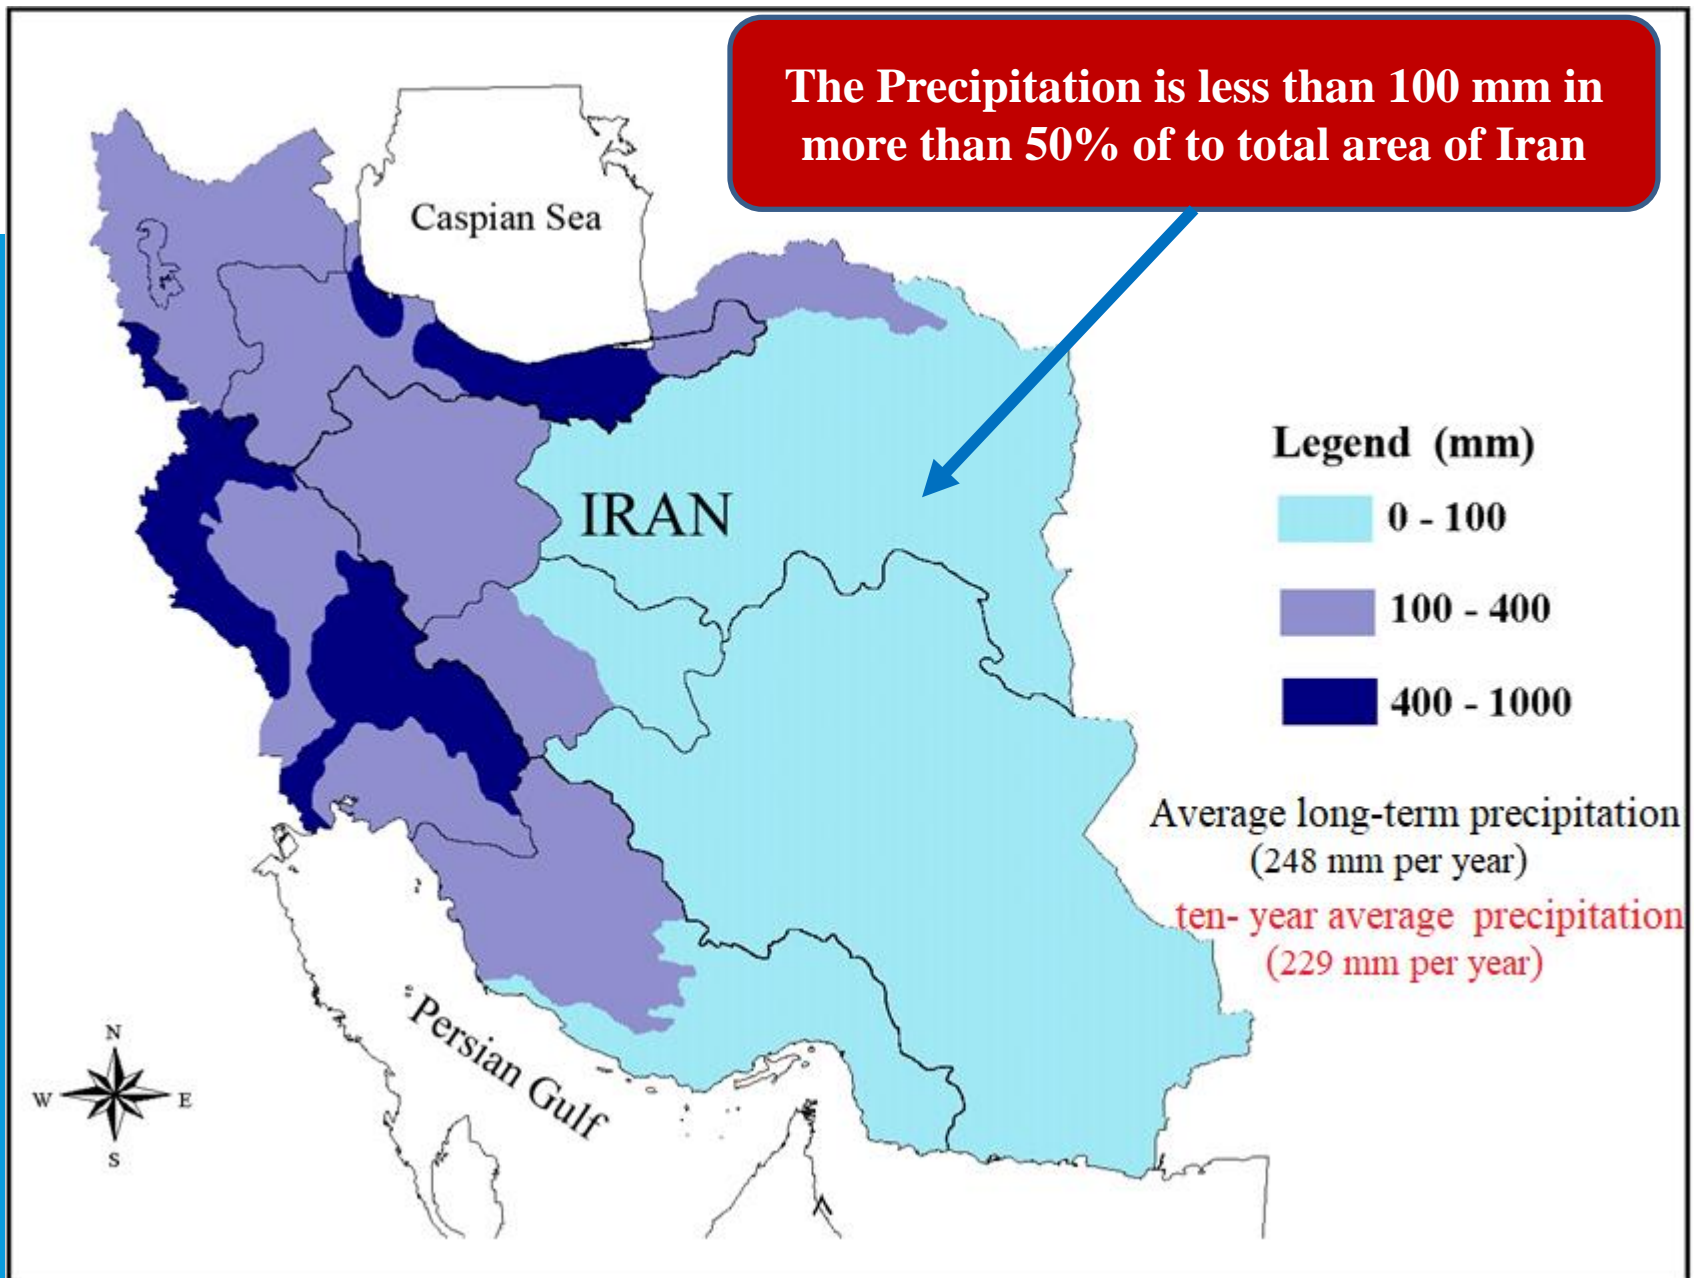 The Precipitation is less than 100 mm in
more than 50% of to total area of Iran
Caspian Sea
IRAN
Legend (mm)
0 - 100
100 - 400
400 - 1000
Average long-term precipitation
(248 mm per year)
ten- year average precipitation
(229 mm per year)
Persian Gulf
N
W E
S